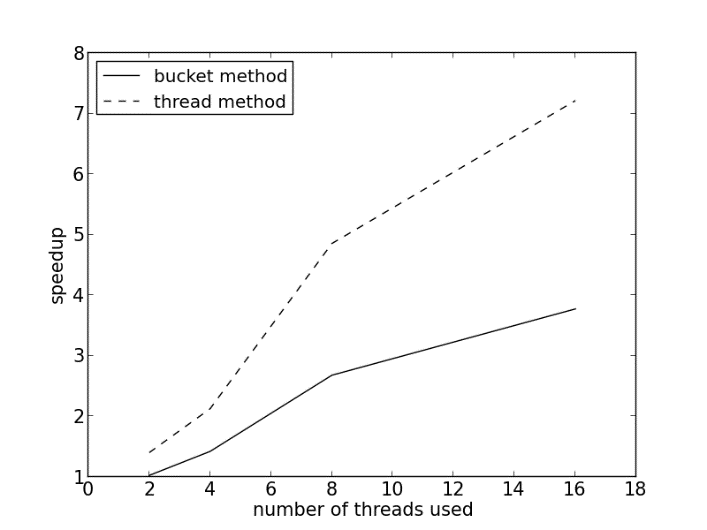 8
7
6
5
4
3
2
1
speedup
bucket method
thread method
0 2 4 6 8 10 12 14 16 18
number of threads used